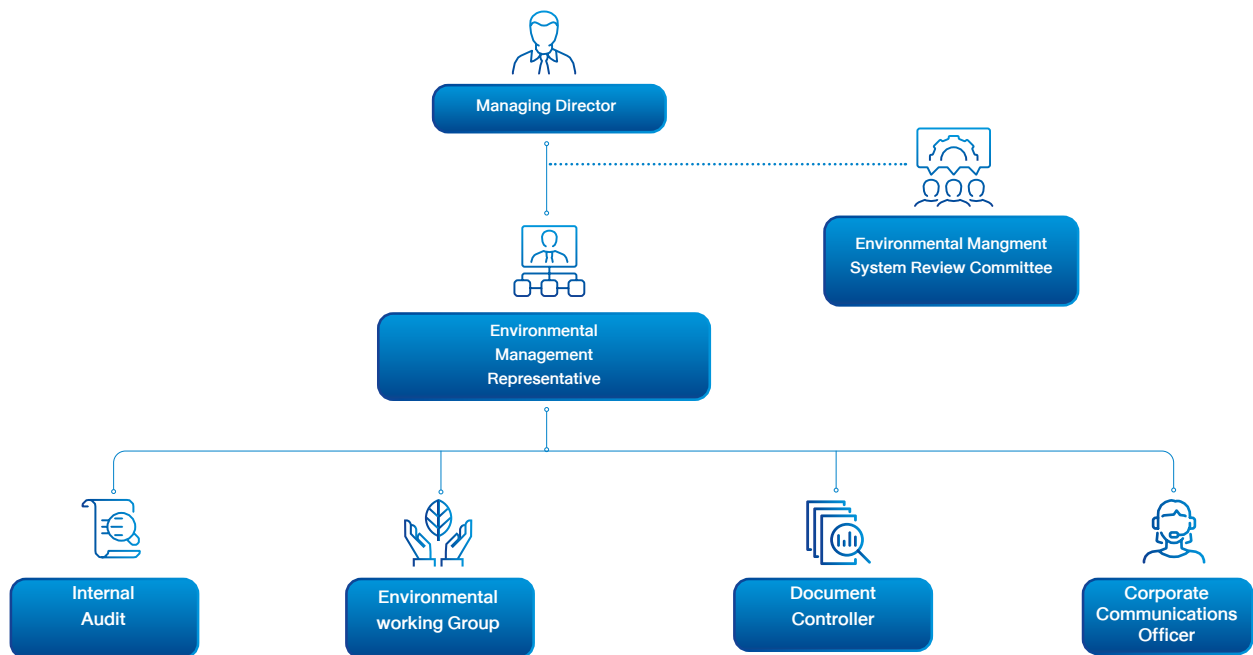 Managing Director
Environmental Mangment
System Review Committee
Environmental
Management
Representative
Internal
Audit
Environmental
working Group
Document
Controller
Corporate
Communications
Officer